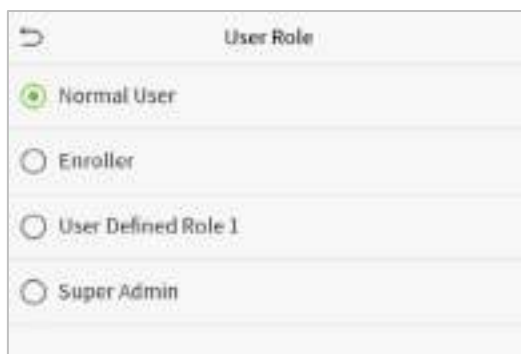 User Role
Normal User
Enroller
User Defined Role 1
Super Admin